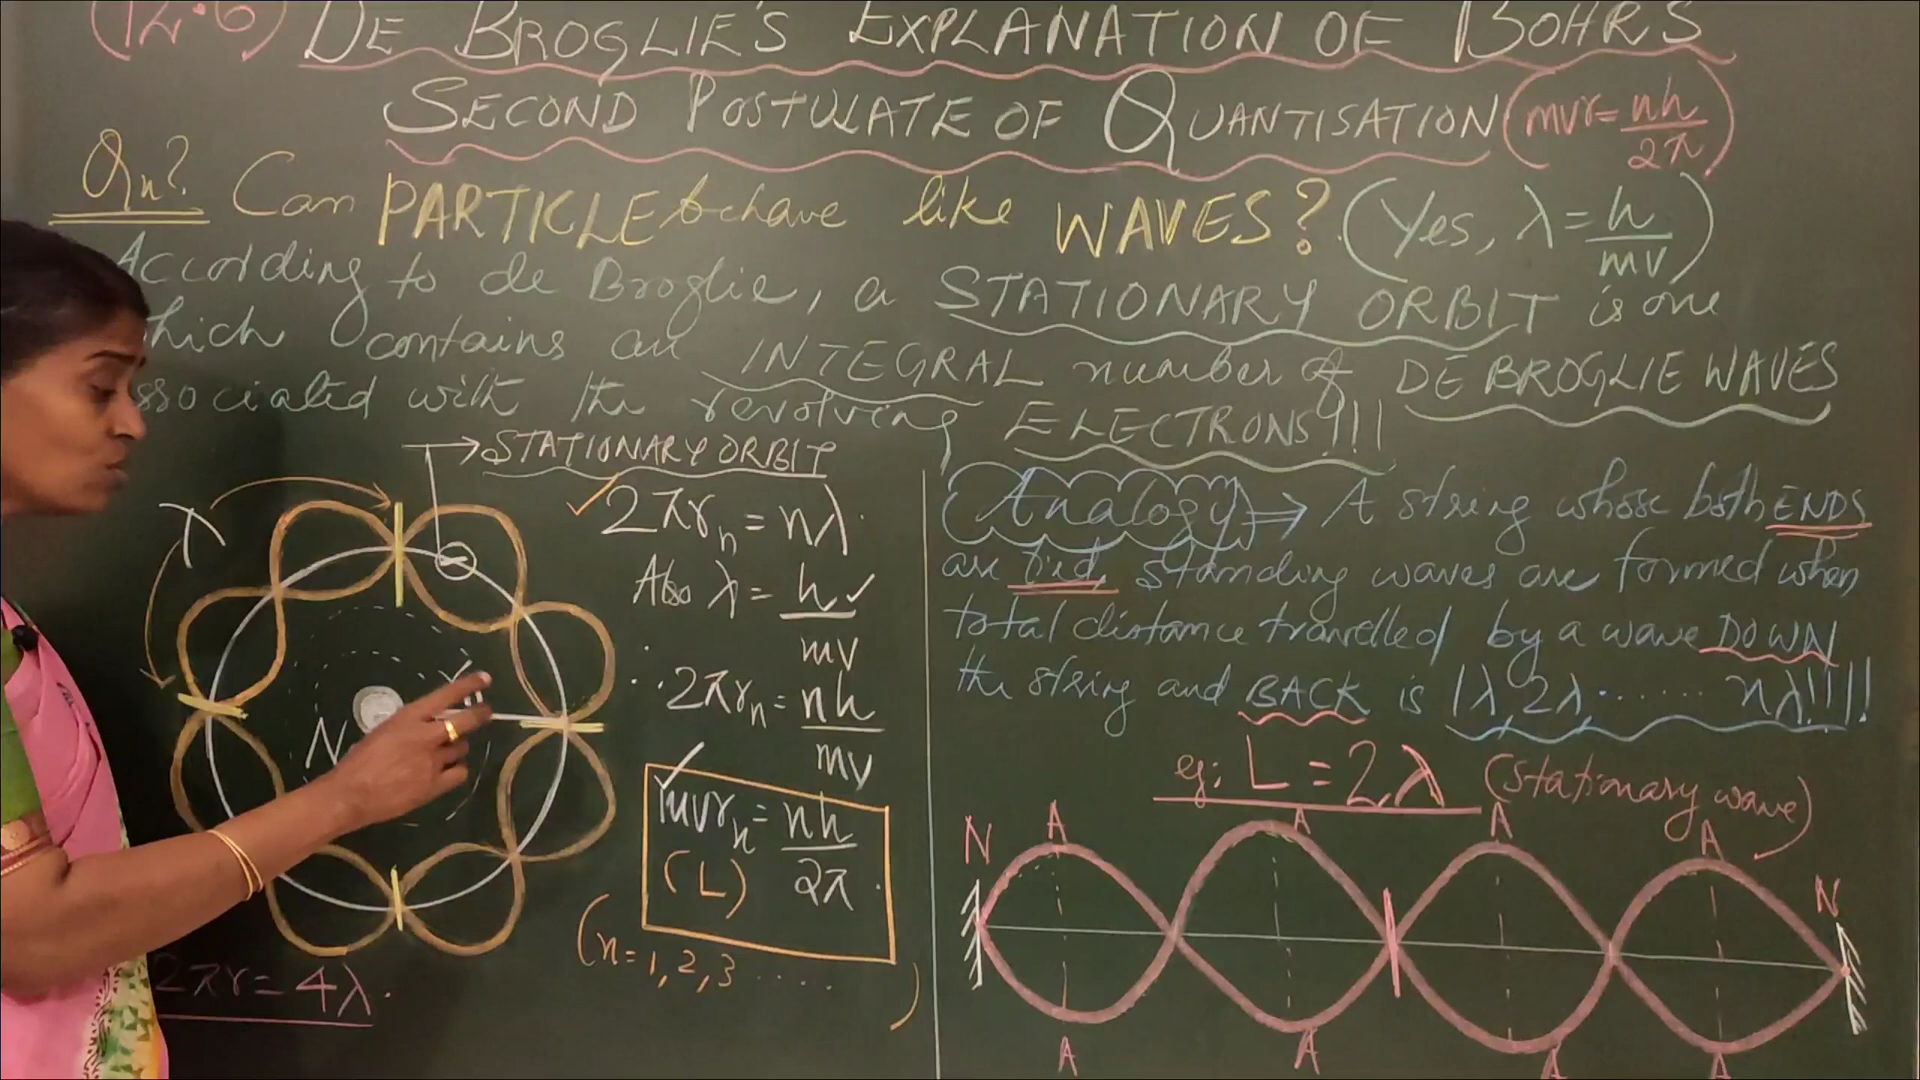 (12.6) DE BROGLIE'S EXPLANATION OF BOHR'S
SECOND POSTULATE OF QUANTISATION (mvr = nh/2π)
Qn? Can PARTICLE behave like WAVES? (Yes, λ = h/mv)
According to de Broglie, a STATIONARY ORBIT is one
which contains an INTEGRAL number of DE BROGLIE WAVES
associated with the revolving ELECTRONS!!!
→ STATIONARY ORBIT
✓ 2πrn = nλ.
Also λ = h/mv ✓
∴ 2πrn = nh/mv
✓ mvrn = nh/2π.
(L)
(n = 1, 2, 3 .....)
λ
N
2πr = 4λ.
Analogy ⇒ A string whose both ENDS
are tied, standing waves are formed when
total distance travelled by a wave DOWN
the string and BACK is 1λ, 2λ ....... nλ!!!!
eg; L = 2λ (Stationary wave)
N A A A A N
A A A A